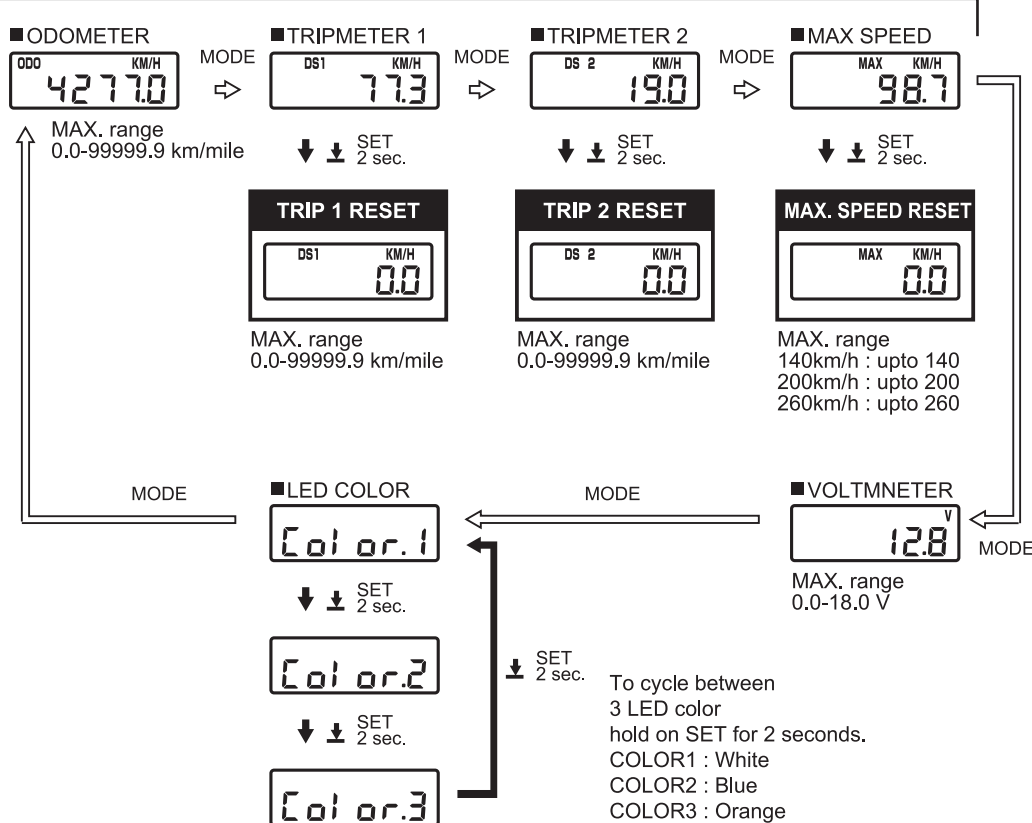 ■ODOMETER
ODO KM/H
4277.0
MAX. range
0.0-99999.9 km/mile
MODE
■TRIPMETER 1
DS1 KM/H
77.3
SET
2 sec.
TRIP 1 RESET
DS1 KM/H
0.0
MAX. range
0.0-99999.9 km/mile
MODE
■TRIPMETER 2
DS 2 KM/H
19.0
SET
2 sec.
TRIP 2 RESET
DS 2 KM/H
0.0
MAX. range
0.0-99999.9 km/mile
MODE
■MAX SPEED
MAX KM/H
98.7
SET
2 sec.
MAX. SPEED RESET
MAX KM/H
0.0
MAX. range
140km/h : upto 140
200km/h : upto 200
260km/h : upto 260
MODE
■VOLTMNETER
V
12.8
MAX. range
0.0-18.0 V
MODE
■LED COLOR
Color.1
SET
2 sec.
Color.2
SET
2 sec.
Color.3
SET
2 sec.
To cycle between
3 LED color
hold on SET for 2 seconds.
COLOR1 : White
COLOR2 : Blue
COLOR3 : Orange
MODE